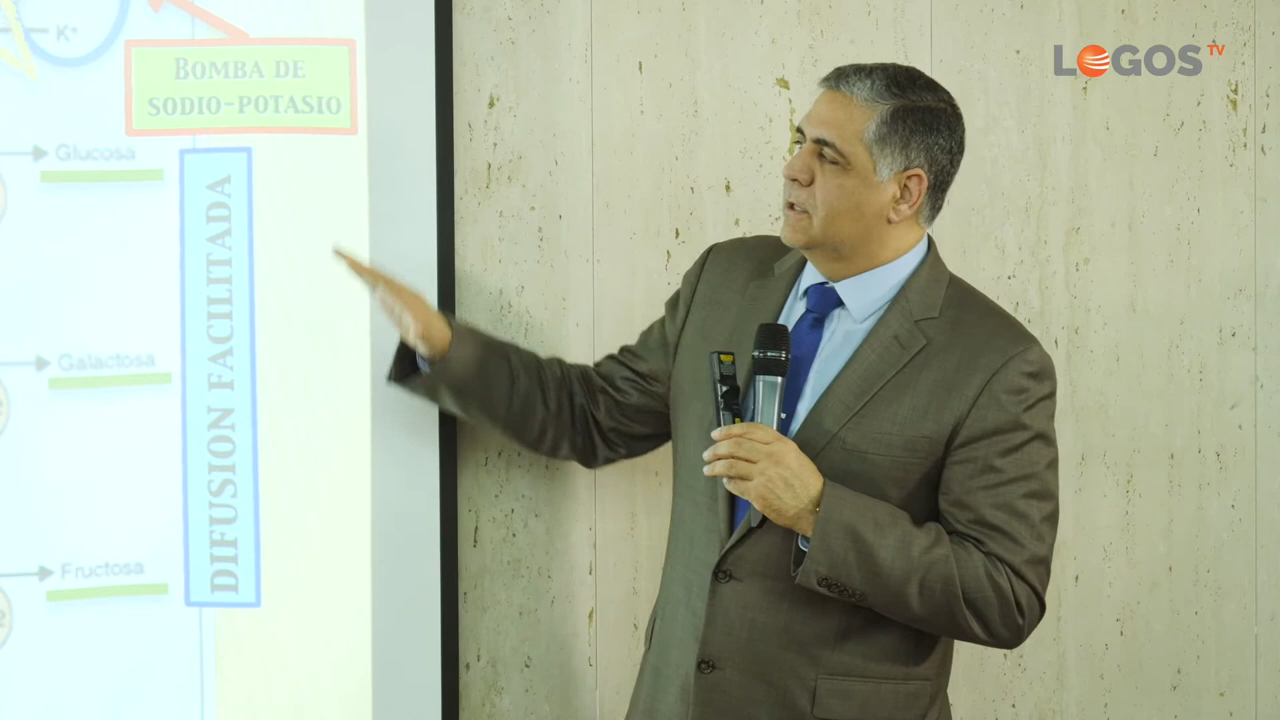 K+
BOMBA DE
SODIO-POTASIO
Glucosa
DIFUSION FACILITADA
Galactosa
Fructosa
LOGOS TV